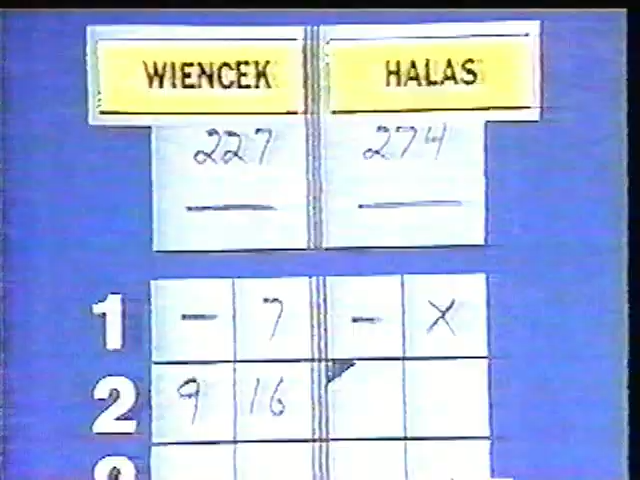 WIENCEK HALAS
227 274
— —
1 – 7 – X
2 9 16